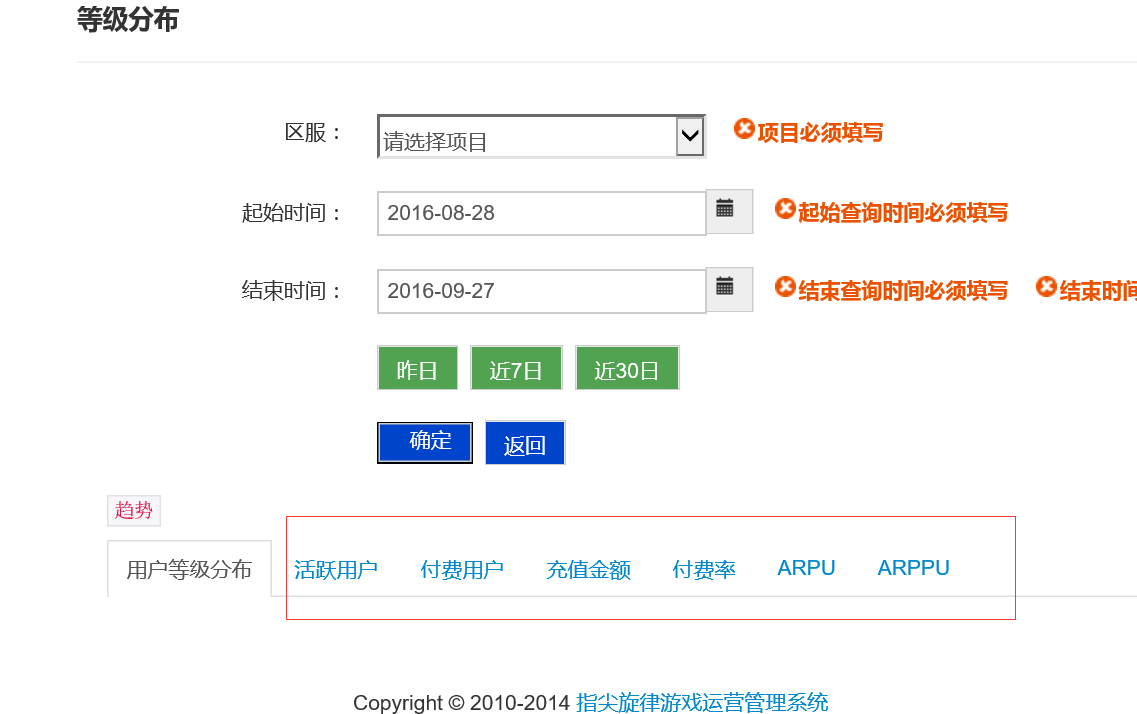 等级分布
区服：
请选择项目
项目必须填写
起始时间：
2016-08-28
起始查询时间必须填写
结束时间：
2016-09-27
结束查询时间必须填写
结束时间
昨日 近7日 近30日
确定 返回
趋势
用户等级分布 活跃用户 付费用户 充值金额 付费率 ARPU ARPPU
Copyright © 2010-2014 指尖旋律游戏运营管理系统